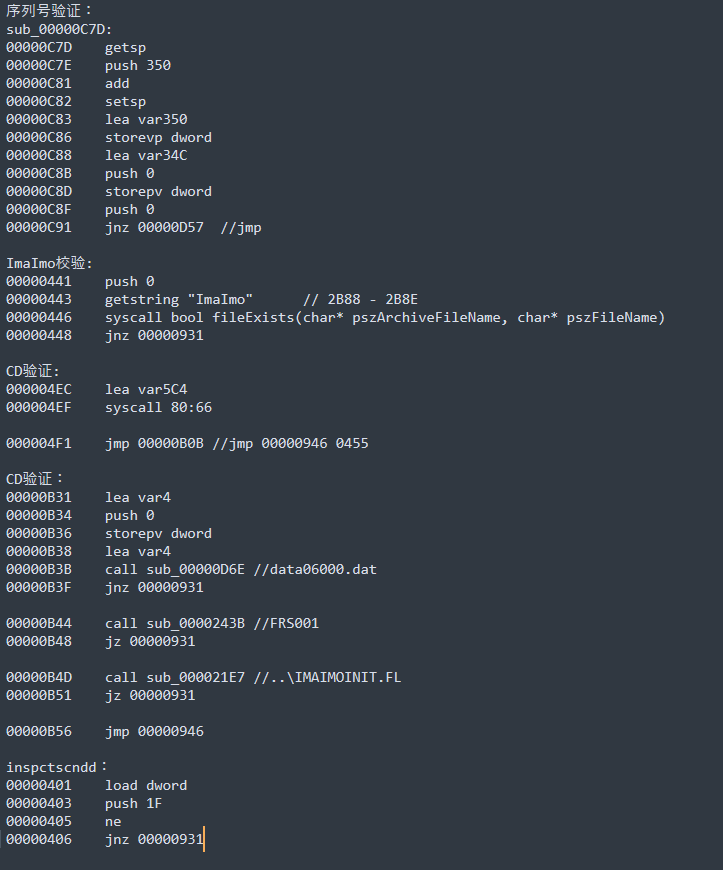 序列号验证：
sub_00000C7D:
00000C7D    getsp
00000C7E    push 350
00000C81    add
00000C82    setsp
00000C83    lea var350
00000C86    storevp dword
00000C88    lea var34C
00000C8B    push 0
00000C8D    storepv dword
00000C8F    push 0
00000C91    jnz 00000D57  //jmp
ImaImo校验:
00000441    push 0
00000443    getstring "ImaImo"      // 2B88 - 2B8E
00000446    syscall bool fileExists(char* pszArchiveFileName, char* pszFileName)
00000448    jnz 00000931
CD验证:
000004EC    lea var5C4
000004EF    syscall 80:66
000004F1    jmp 00000B0B //jmp 00000946 0455
CD验证：
00000B31    lea var4
00000B34    push 0
00000B36    storepv dword
00000B38    lea var4
00000B3B    call sub_00000D6E //data06000.dat
00000B3F    jnz 00000931
00000B44    call sub_0000243B //FRS001
00000B48    jz 00000931
00000B4D    call sub_000021E7 //..\IMAIMOINIT.FL
00000B51    jz 00000931
00000B56    jmp 00000946
inspctscndd：
00000401    load dword
00000403    push 1F
00000405    ne
00000406    jnz 00000931